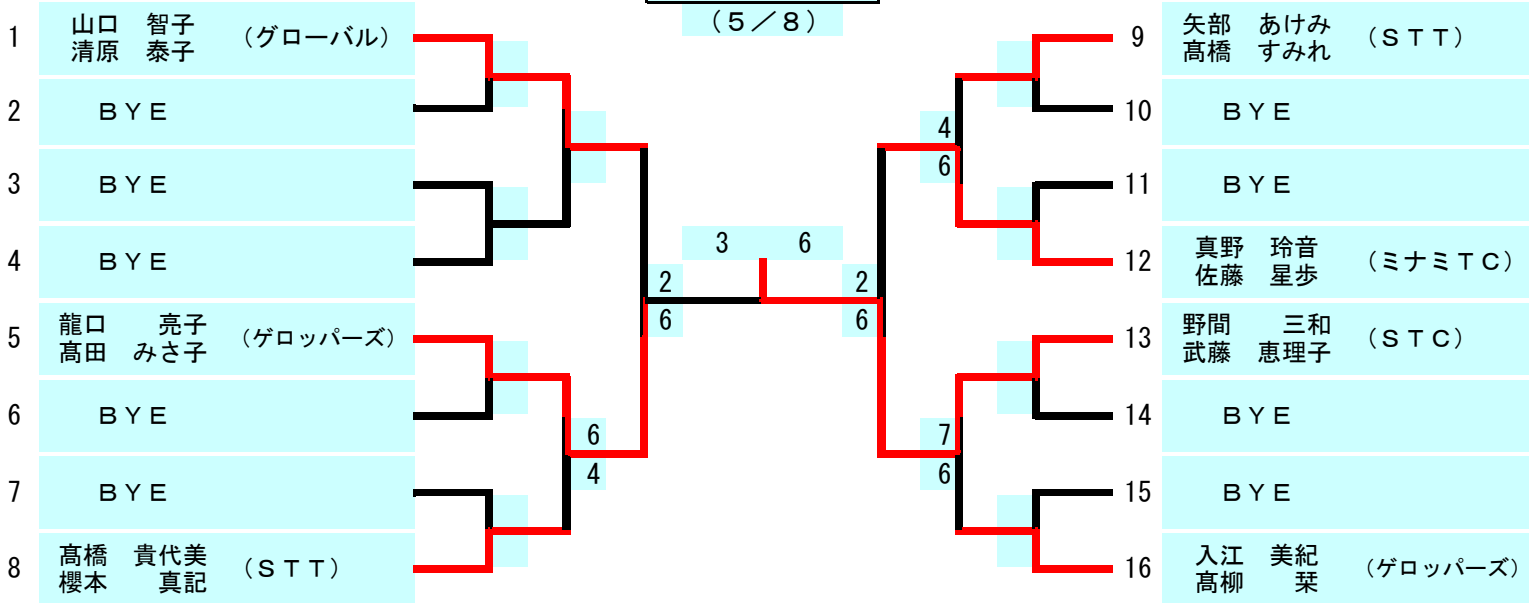 (５／８)
1
山口　智子
清原　泰子
(グローバル)
2
ＢＹＥ
3
ＢＹＥ
4
ＢＹＥ
5
龍口　亮子
髙田　みさ子
(ゲロッパーズ)
6
ＢＹＥ
7
ＢＹＥ
8
髙橋　貴代美
櫻本　真記
(ＳＴＴ)
6
4
2
6
3　6
2
6
4
6
7
6
9
矢部　あけみ
髙橋　すみれ
(ＳＴＴ)
10
ＢＹＥ
11
ＢＹＥ
12
真野　玲音
佐藤　星歩
(ミナミＴＣ)
13
野間　三和
武藤　恵理子
(ＳＴＣ)
14
ＢＹＥ
15
ＢＹＥ
16
入江　美紀
髙柳　栞
(ゲロッパーズ)